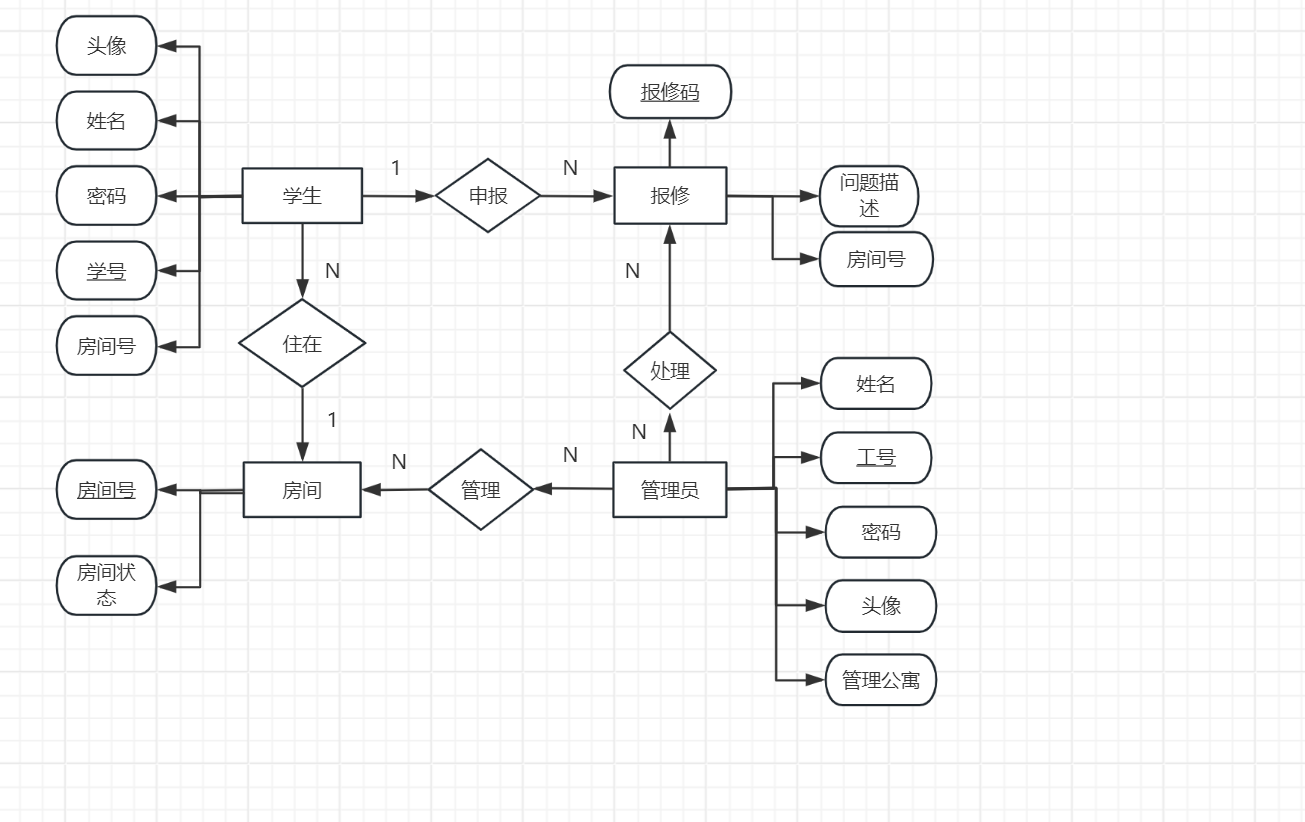 头像
姓名
密码
学号
房间号
学生
1
申报
N
报修
报修码
问题描
述
房间号
N
住在
1
N
处理
N
房间号
房间状
态
房间
N
管理
N
管理员
姓名
工号
密码
头像
管理公寓